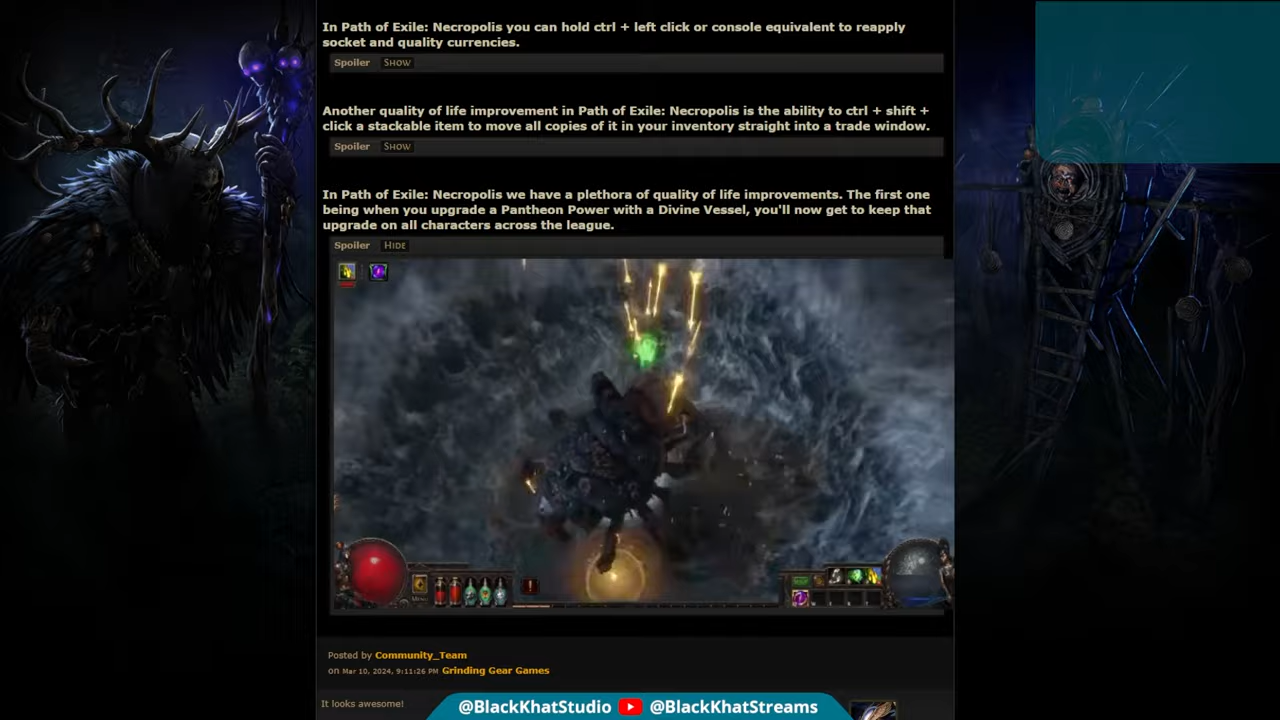 In Path of Exile: Necropolis you can hold ctrl + left click or console equivalent to reapply
socket and quality currencies.
Spoiler SHOW
Another quality of life improvement in Path of Exile: Necropolis is the ability to ctrl + shift +
click a stackable item to move all copies of it in your inventory straight into a trade window.
Spoiler SHOW
In Path of Exile: Necropolis we have a plethora of quality of life improvements. The first one
being when you upgrade a Pantheon Power with a Divine Vessel, you'll now get to keep that
upgrade on all characters across the league.
Spoiler HIDE
Posted by Community_Team
on Mar 10, 2024, 9:11:26 PM Grinding Gear Games
It looks awesome!
@BlackKhatStudio @BlackKhatStreams